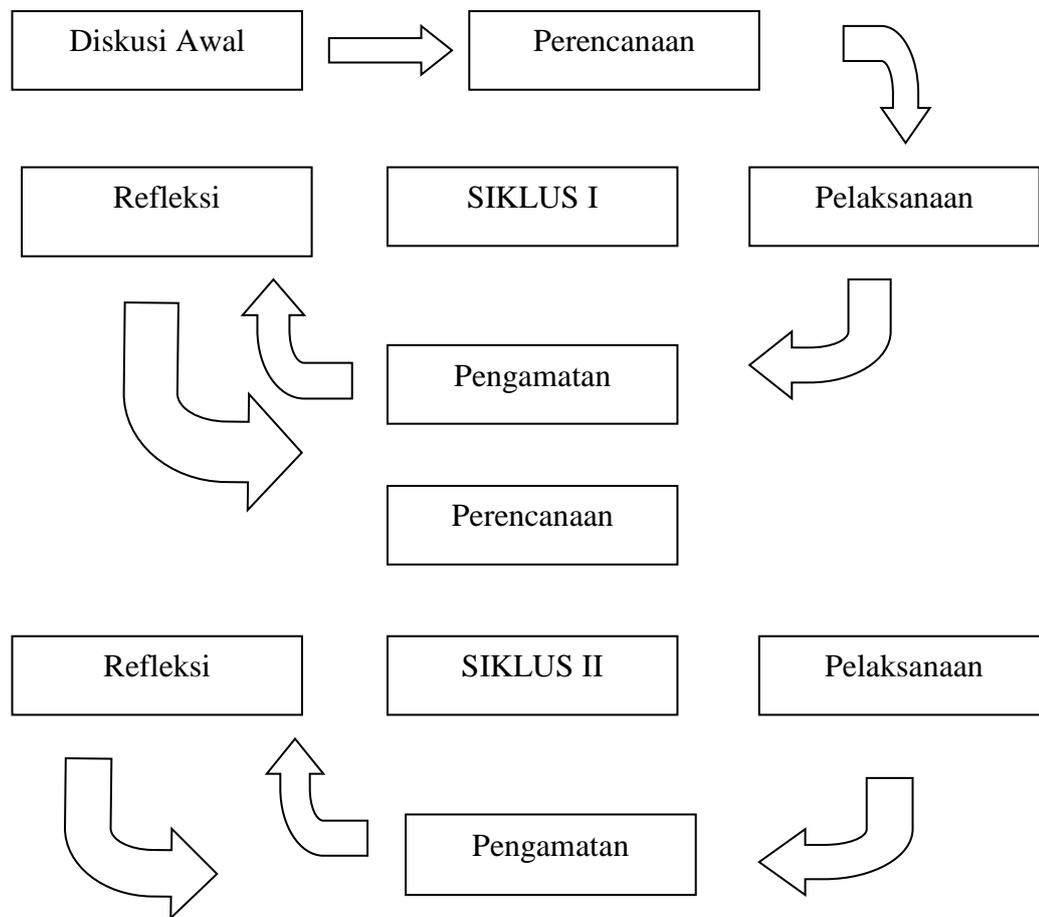 Diskusi Awal
Perencanaan
Refleksi
SIKLUS I
Pelaksanaan
Pengamatan
Perencanaan
Refleksi
SIKLUS II
Pelaksanaan
Pengamatan